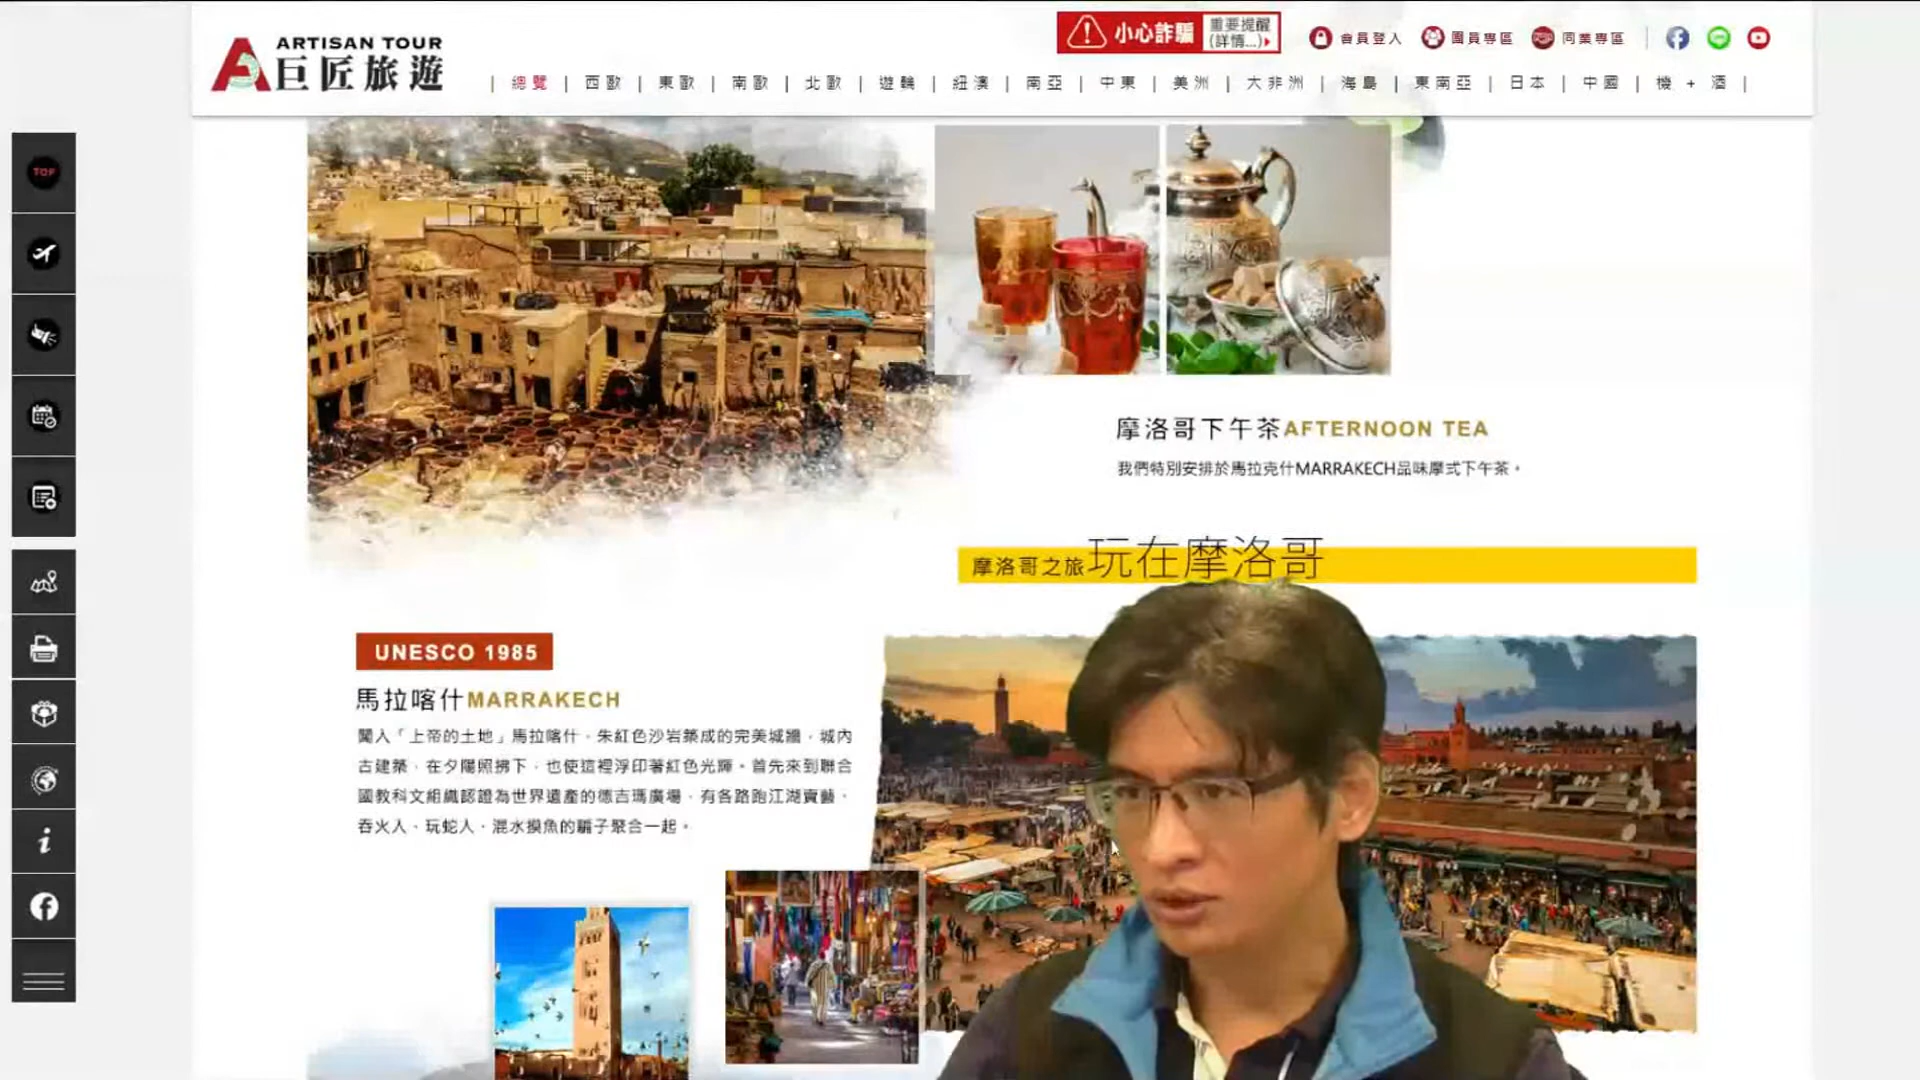 ARTISAN TOUR
巨匠旅遊
小心詐騙
重要提醒
(詳情...)
會員登入
團員專區
同業專區
總覽 | 西歐 | 東歐 | 南歐 | 北歐 | 遊輪 | 紐澳 | 南亞 | 中東 | 美洲 | 大非洲 | 海島 | 東南亞 | 日本 | 中國 | 機 + 酒
TOP
摩洛哥下午茶AFTERNOON TEA
我們特別安排於馬拉克什MARRAKECH品味摩式下午茶。
摩洛哥之旅玩在摩洛哥
UNESCO 1985
馬拉喀什MARRAKECH
闖入「上帝的土地」馬拉喀什，朱紅色沙岩築成的完美城牆，城內
古建築，在夕陽照拂下，也使這裡浮印著紅色光輝。首先來到聯合
國教科文組織認證為世界遺產的德吉瑪廣場，有各路跑江湖賣藝、
吞火人、玩蛇人、混水摸魚的騙子聚合一起。